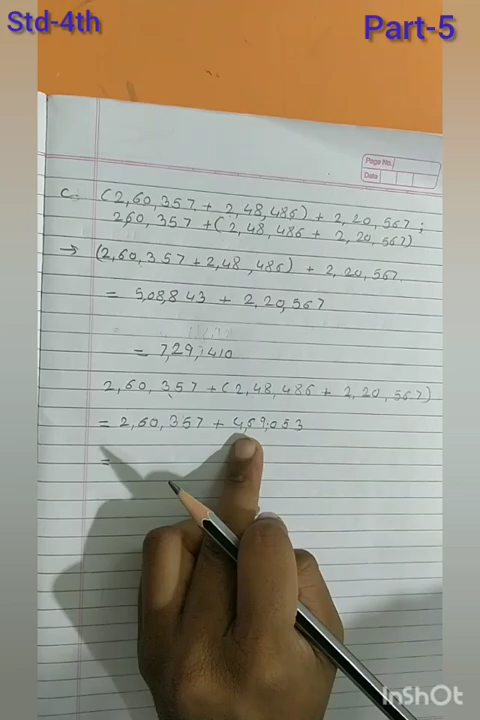 Std-4th
Part-5
Page No.
Date
C. (2,60,357 + 2,48,486) + 2,20,567 ;
2,60,357 + (2,48,486 + 2,20,567)
→ (2,60,357 + 2,48,486) + 2,20,567
= 5,08,843 + 2,20,567
= 7,29,410
2,60,357 + (2,48,486 + 2,20,567)
= 2,60,357 + 4,69,053
=
InShOt